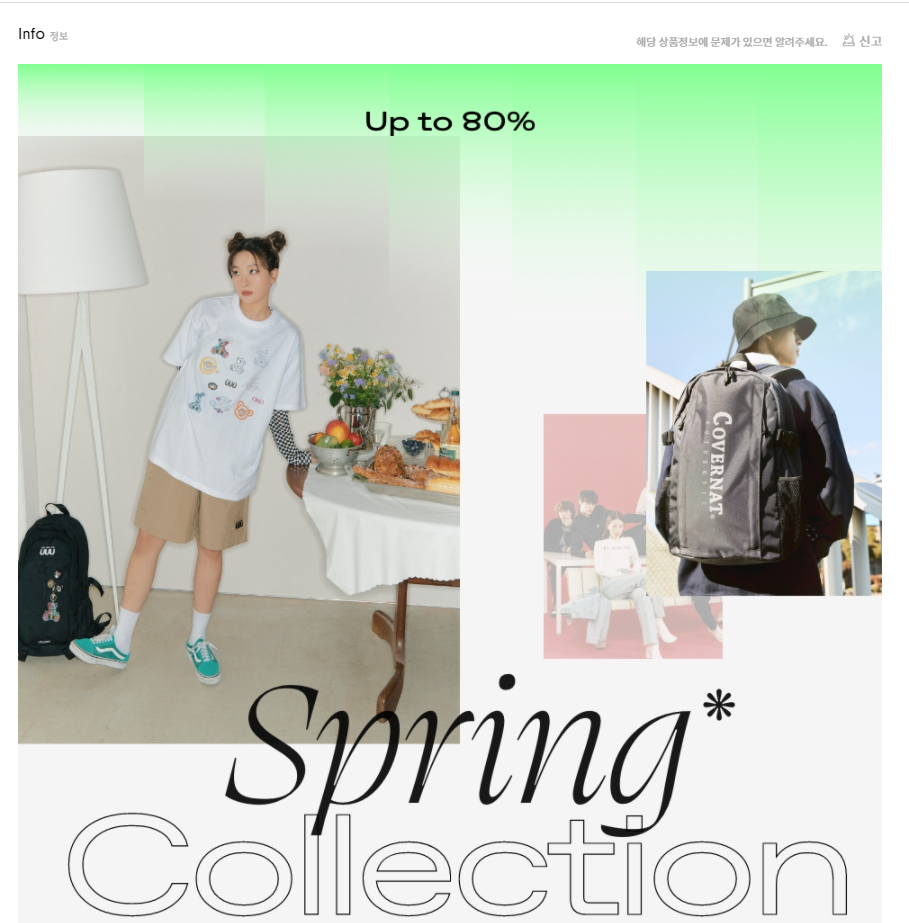 Info 정보
해당 상품정보에 문제가 있으면 알려주세요. 신고
Up to 80%
COVERNAT
Spring*
Collection